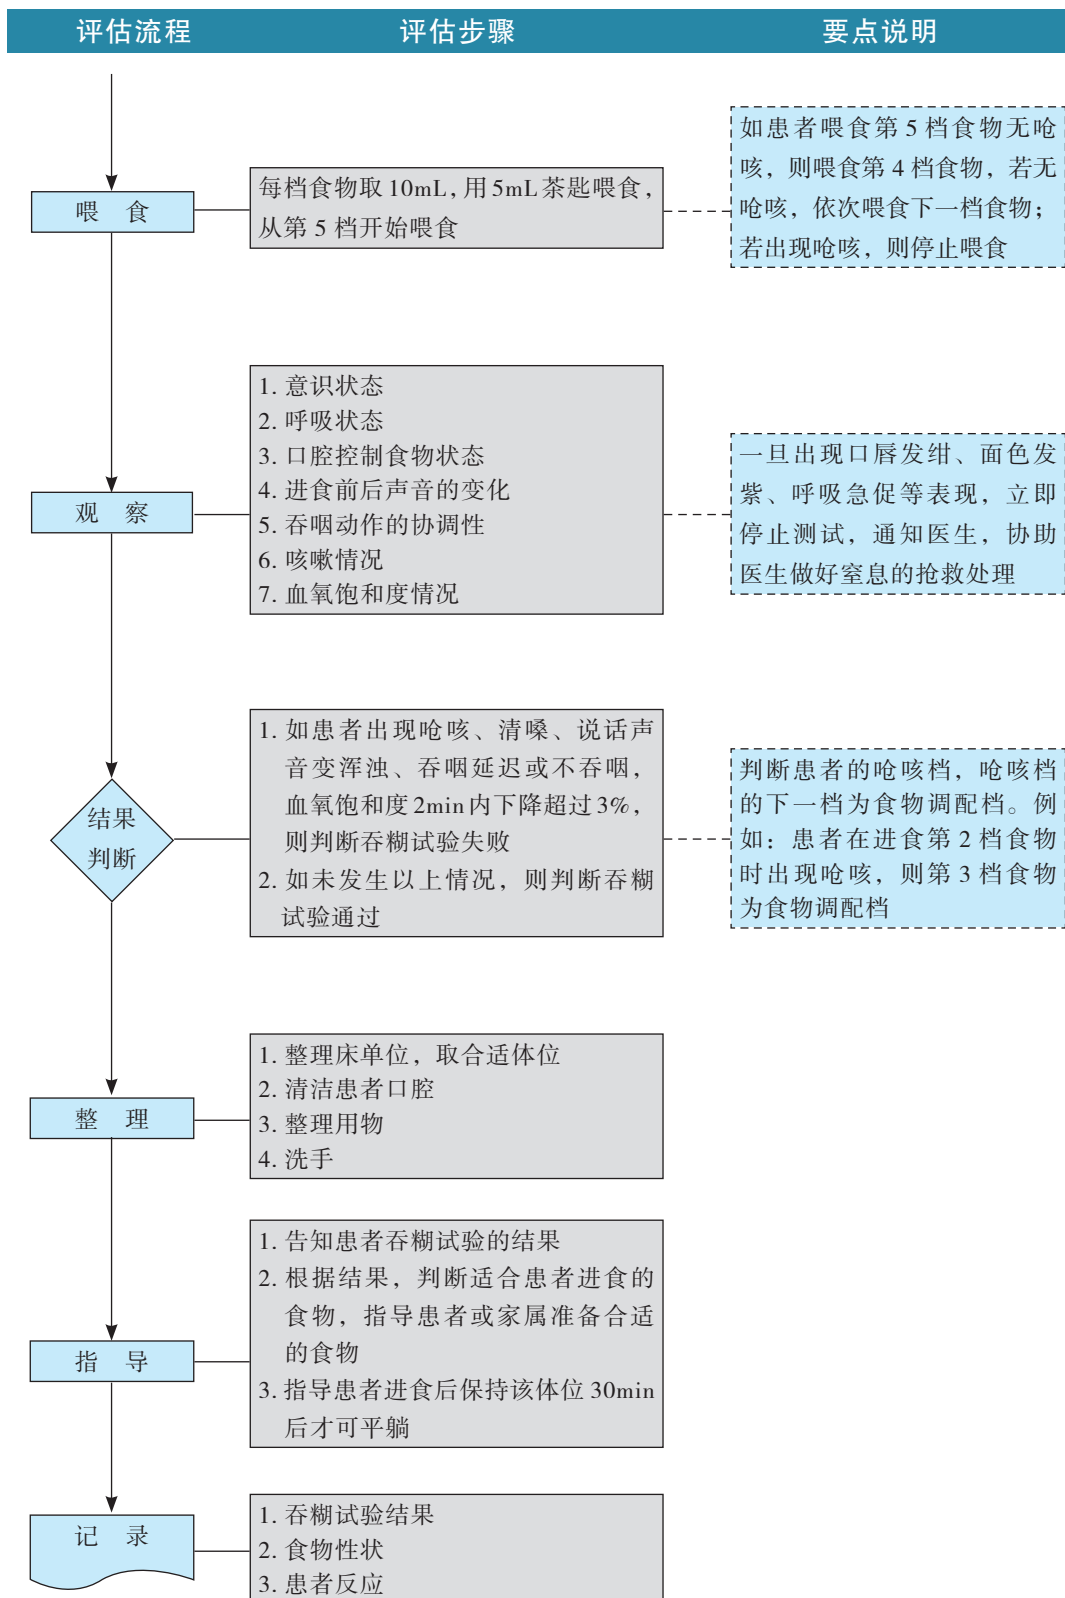 评估流程 评估步骤 要点说明
喂 食
每档食物取 10mL，用 5mL 茶匙喂食，
从第 5 档开始喂食
如患者喂食第 5 档食物无呛
咳，则喂食第 4 档食物，若无
呛咳，依次喂食下一档食物；
若出现呛咳，则停止喂食
观 察
1. 意识状态
2. 呼吸状态
3. 口腔控制食物状态
4. 进食前后声音的变化
5. 吞咽动作的协调性
6. 咳嗽情况
7. 血氧饱和度情况
一旦出现口唇发绀、面色发
紫、呼吸急促等表现，立即
停止测试，通知医生，协助
医生做好窒息的抢救处理
结果
判断
1. 如患者出现呛咳、清嗓、说话声
音变浑浊、吞咽延迟或不吞咽，
血氧饱和度 2min 内下降超过 3%，
则判断吞糊试验失败
2. 如未发生以上情况，则判断吞糊
试验通过
判断患者的呛咳档，呛咳档
的下一档为食物调配档。例
如：患者在进食第 2 档食物
时出现呛咳，则第 3 档食物
为食物调配档
整 理
1. 整理床单位，取合适体位
2. 清洁患者口腔
3. 整理用物
4. 洗手
指 导
1. 告知患者吞糊试验的结果
2. 根据结果，判断适合患者进食的
食物，指导患者或家属准备合适
的食物
3. 指导患者进食后保持该体位 30min
后才可平躺
记 录
1. 吞糊试验结果
2. 食物性状
3. 患者反应